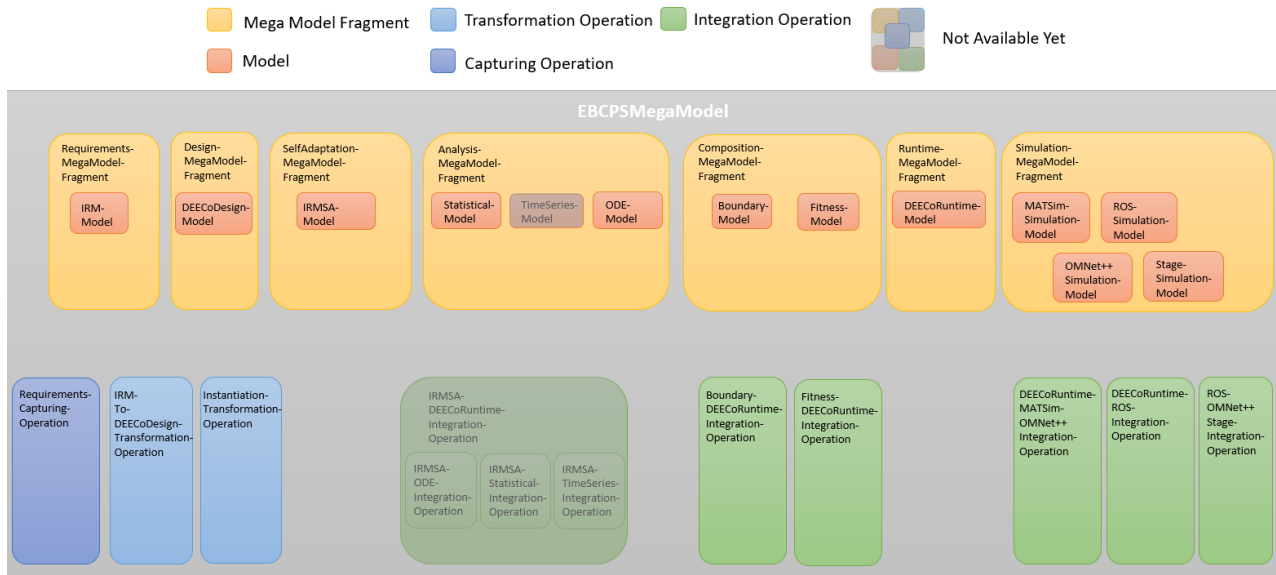 Mega Model Fragment
Transformation Operation
Integration Operation
Not Available Yet
Model
Capturing Operation
EBCPSMegaModel
Requirements-
MegaModel-
Fragment
IRM-
Model
Design-
MegaModel-
Fragment
DEECoDesign-
Model
SelfAdaptation-
MegaModel-
Fragment
IRMSA-
Model
Analysis-
MegaModel-
Fragment
Statistical-
Model
TimeSeries-
Model
ODE-
Model
Composition-
MegaModel-
Fragment
Boundary-
Model
Fitness-
Model
Runtime-
MegaModel-
Fragment
DEECoRuntime-
Model
Simulation-
MegaModel-
Fragment
MATSim-
Simulation-
Model
ROS-
Simulation-
Model
OMNet++
Simulation-
Model
Stage-
Simulation-
Model
Requirements-
Capturing-
Operation
IRM-
To-
DEECoDesign-
Transformation-
Operation
Instantiation-
Transformation-
Operation
IRMSA-
DEECoRuntime-
Integration-
Operation
IRMSA-
ODE-
Integration-
Operation
IRMSA-
Statistical-
Integration-
Operation
IRMSA-
TimeSeries-
Integration-
Operation
Boundary-
DEECoRuntime-
Integration-
Operation
Fitness-
DEECoRuntime-
Integration-
Operation
DEECoRuntime-
MATSim-
OMNet++
Integration-
Operation
DEECoRuntime-
ROS-
Integration-
Operation
ROS-
OMNet++
Stage-
Integration-
Operation